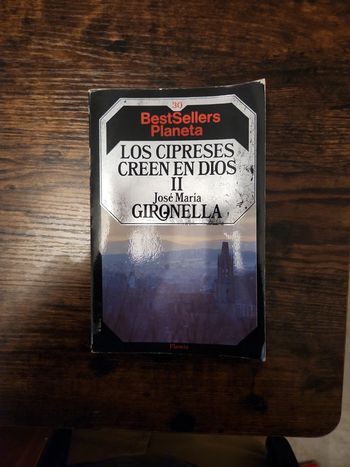 30
BestSellers
Planeta
LOS CIPRESES
CREEN EN DIOS
II
José María
GIRONELLA
Planeta